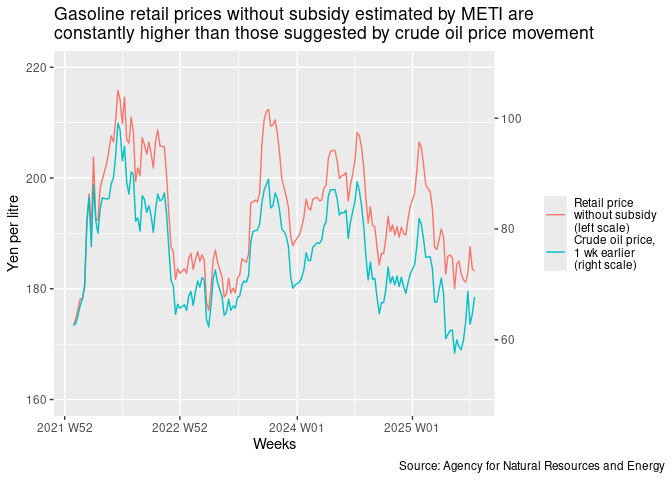 Gasoline retail prices without subsidy estimated by METI are
constantly higher than those suggested by crude oil price movement
220
200
180
160
100
80
60
Yen per litre
2021 W52
2022 W52
2024 W01
2025 W01
Weeks
Retail price
without subsidy
(left scale)
Crude oil price,
1 wk earlier
(right scale)
Source: Agency for Natural Resources and Energy